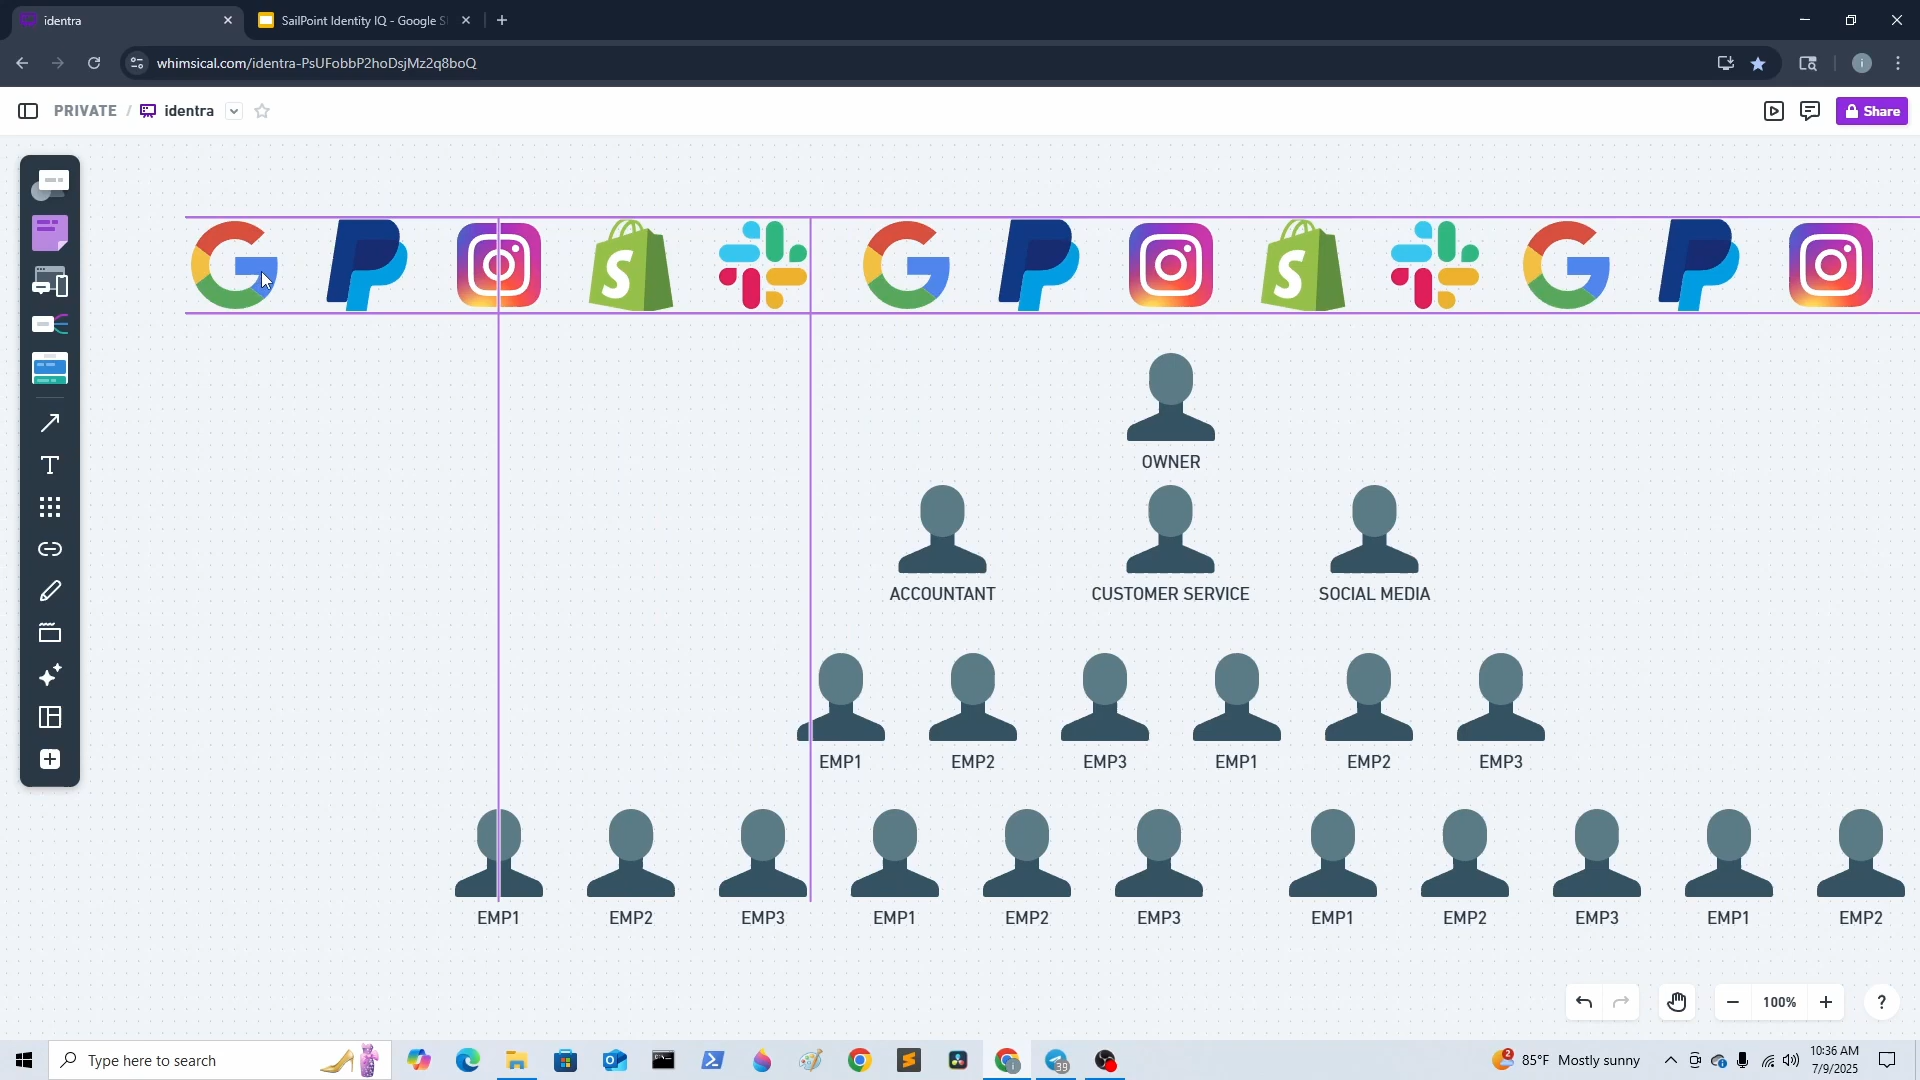 identra
SailPoint Identity IQ - Google S
whimsical.com/identra-PsUFobbP2hoDsjMz2q8boQ
i
PRIVATE / identra
Share
OWNER
ACCOUNTANT CUSTOMER SERVICE SOCIAL MEDIA
EMP1 EMP2 EMP3 EMP1 EMP2 EMP3
EMP1 EMP2 EMP3 EMP1 EMP2 EMP3 EMP1 EMP2 EMP3 EMP1 EMP2
100% ?
Type here to search
39
2
85°F Mostly sunny
10:36 AM
7/9/2025